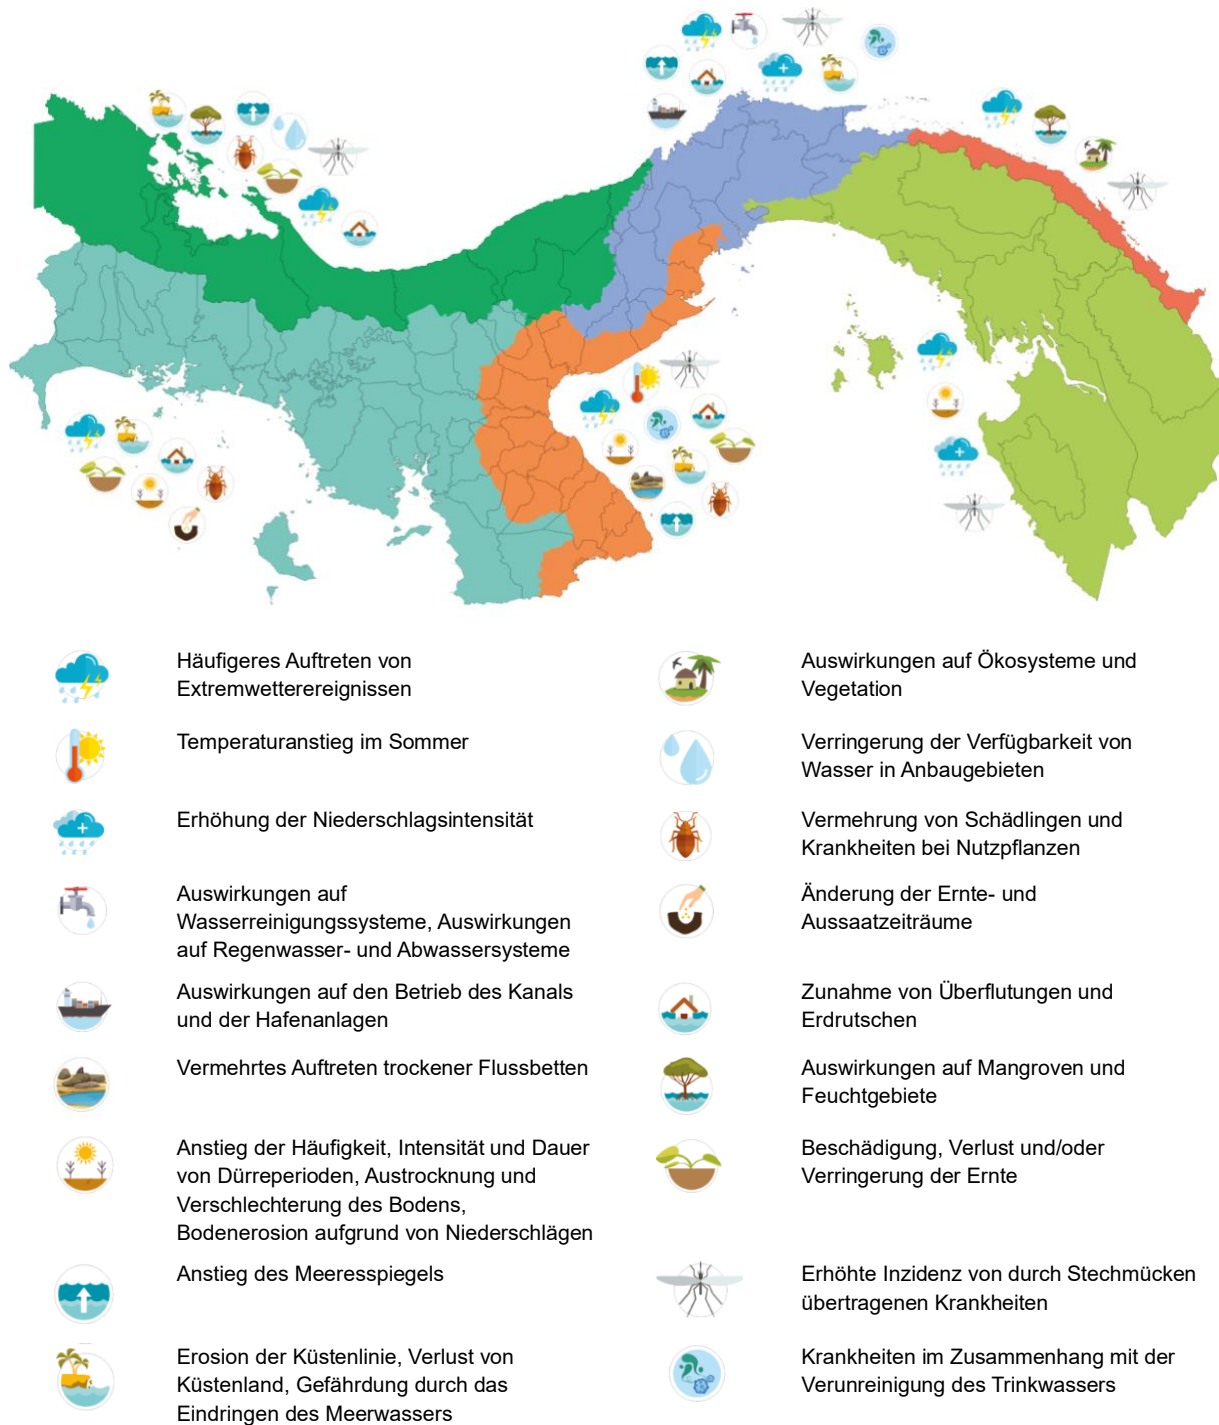 Häufigeres Auftreten von
Extremwetterereignissen
Auswirkungen auf Ökosysteme und
Vegetation
Temperaturanstieg im Sommer
Verringerung der Verfügbarkeit von
Wasser in Anbaugebieten
Erhöhung der Niederschlagsintensität
Vermehrung von Schädlingen und
Krankheiten bei Nutzpflanzen
Auswirkungen auf
Wasserreinigungssysteme, Auswirkungen
auf Regenwasser- und Abwassersysteme
Änderung der Ernte- und
Aussaatzeiträume
Auswirkungen auf den Betrieb des Kanals
und der Hafenanlagen
Zunahme von Überflutungen und
Erdrutschen
Vermehrtes Auftreten trockener Flussbetten
Auswirkungen auf Mangroven und
Feuchtgebiete
Anstieg der Häufigkeit, Intensität und Dauer
von Dürreperioden, Austrocknung und
Verschlechterung des Bodens,
Bodenerosion aufgrund von Niederschlägen
Beschädigung, Verlust und/oder
Verringerung der Ernte
Anstieg des Meeresspiegels
Erhöhte Inzidenz von durch Stechmücken
übertragenen Krankheiten
Erosion der Küstenlinie, Verlust von
Küstenland, Gefährdung durch das
Eindringen des Meerwassers
Krankheiten im Zusammenhang mit der
Verunreinigung des Trinkwassers